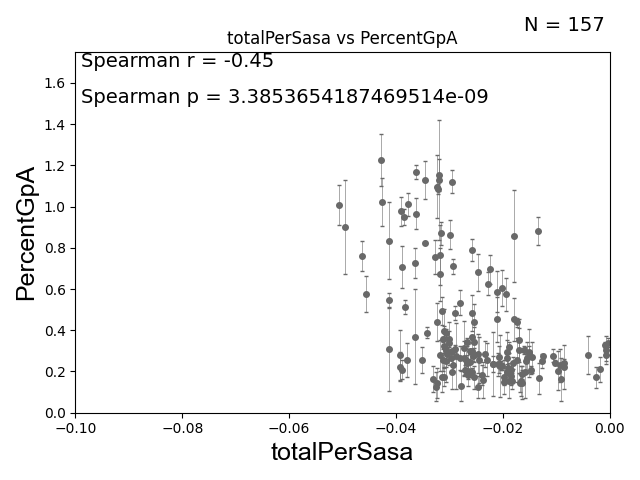 N = 157
totalPerSasa vs PercentGpA
Spearman r = -0.45
Spearman p = 3.3853654187469514e-09
PercentGpA
1.6
1.4
1.2
1.0
0.8
0.6
0.4
0.2
0.0
−0.10 −0.08 −0.06 −0.04 −0.02 0.00
totalPerSasa